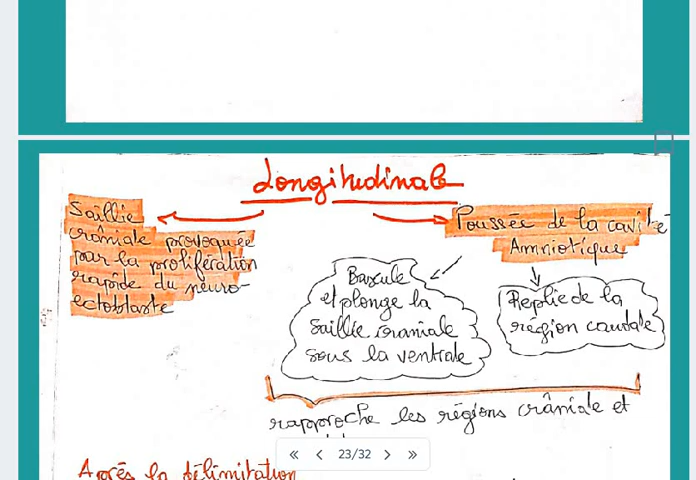 Longitudinale
Saillie
crâniale provoquée
par la prolifération
rapide du neuro-
ectoblaste
Poussée de la cavité
Amniotique
Bascule
et plonge la
saillie craniale
sous la ventrale
Replie de la
région caudale
rapproche les régions crâniale et
23/32
Après la délimitation